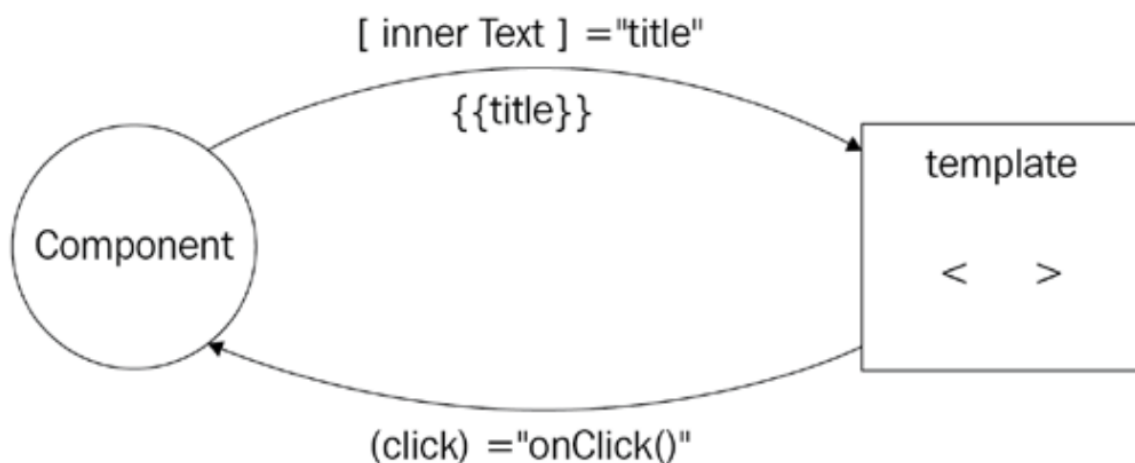 [ inner Text ] ="title"
{{title}}
template
Component
< >
(click) ="onClick()"